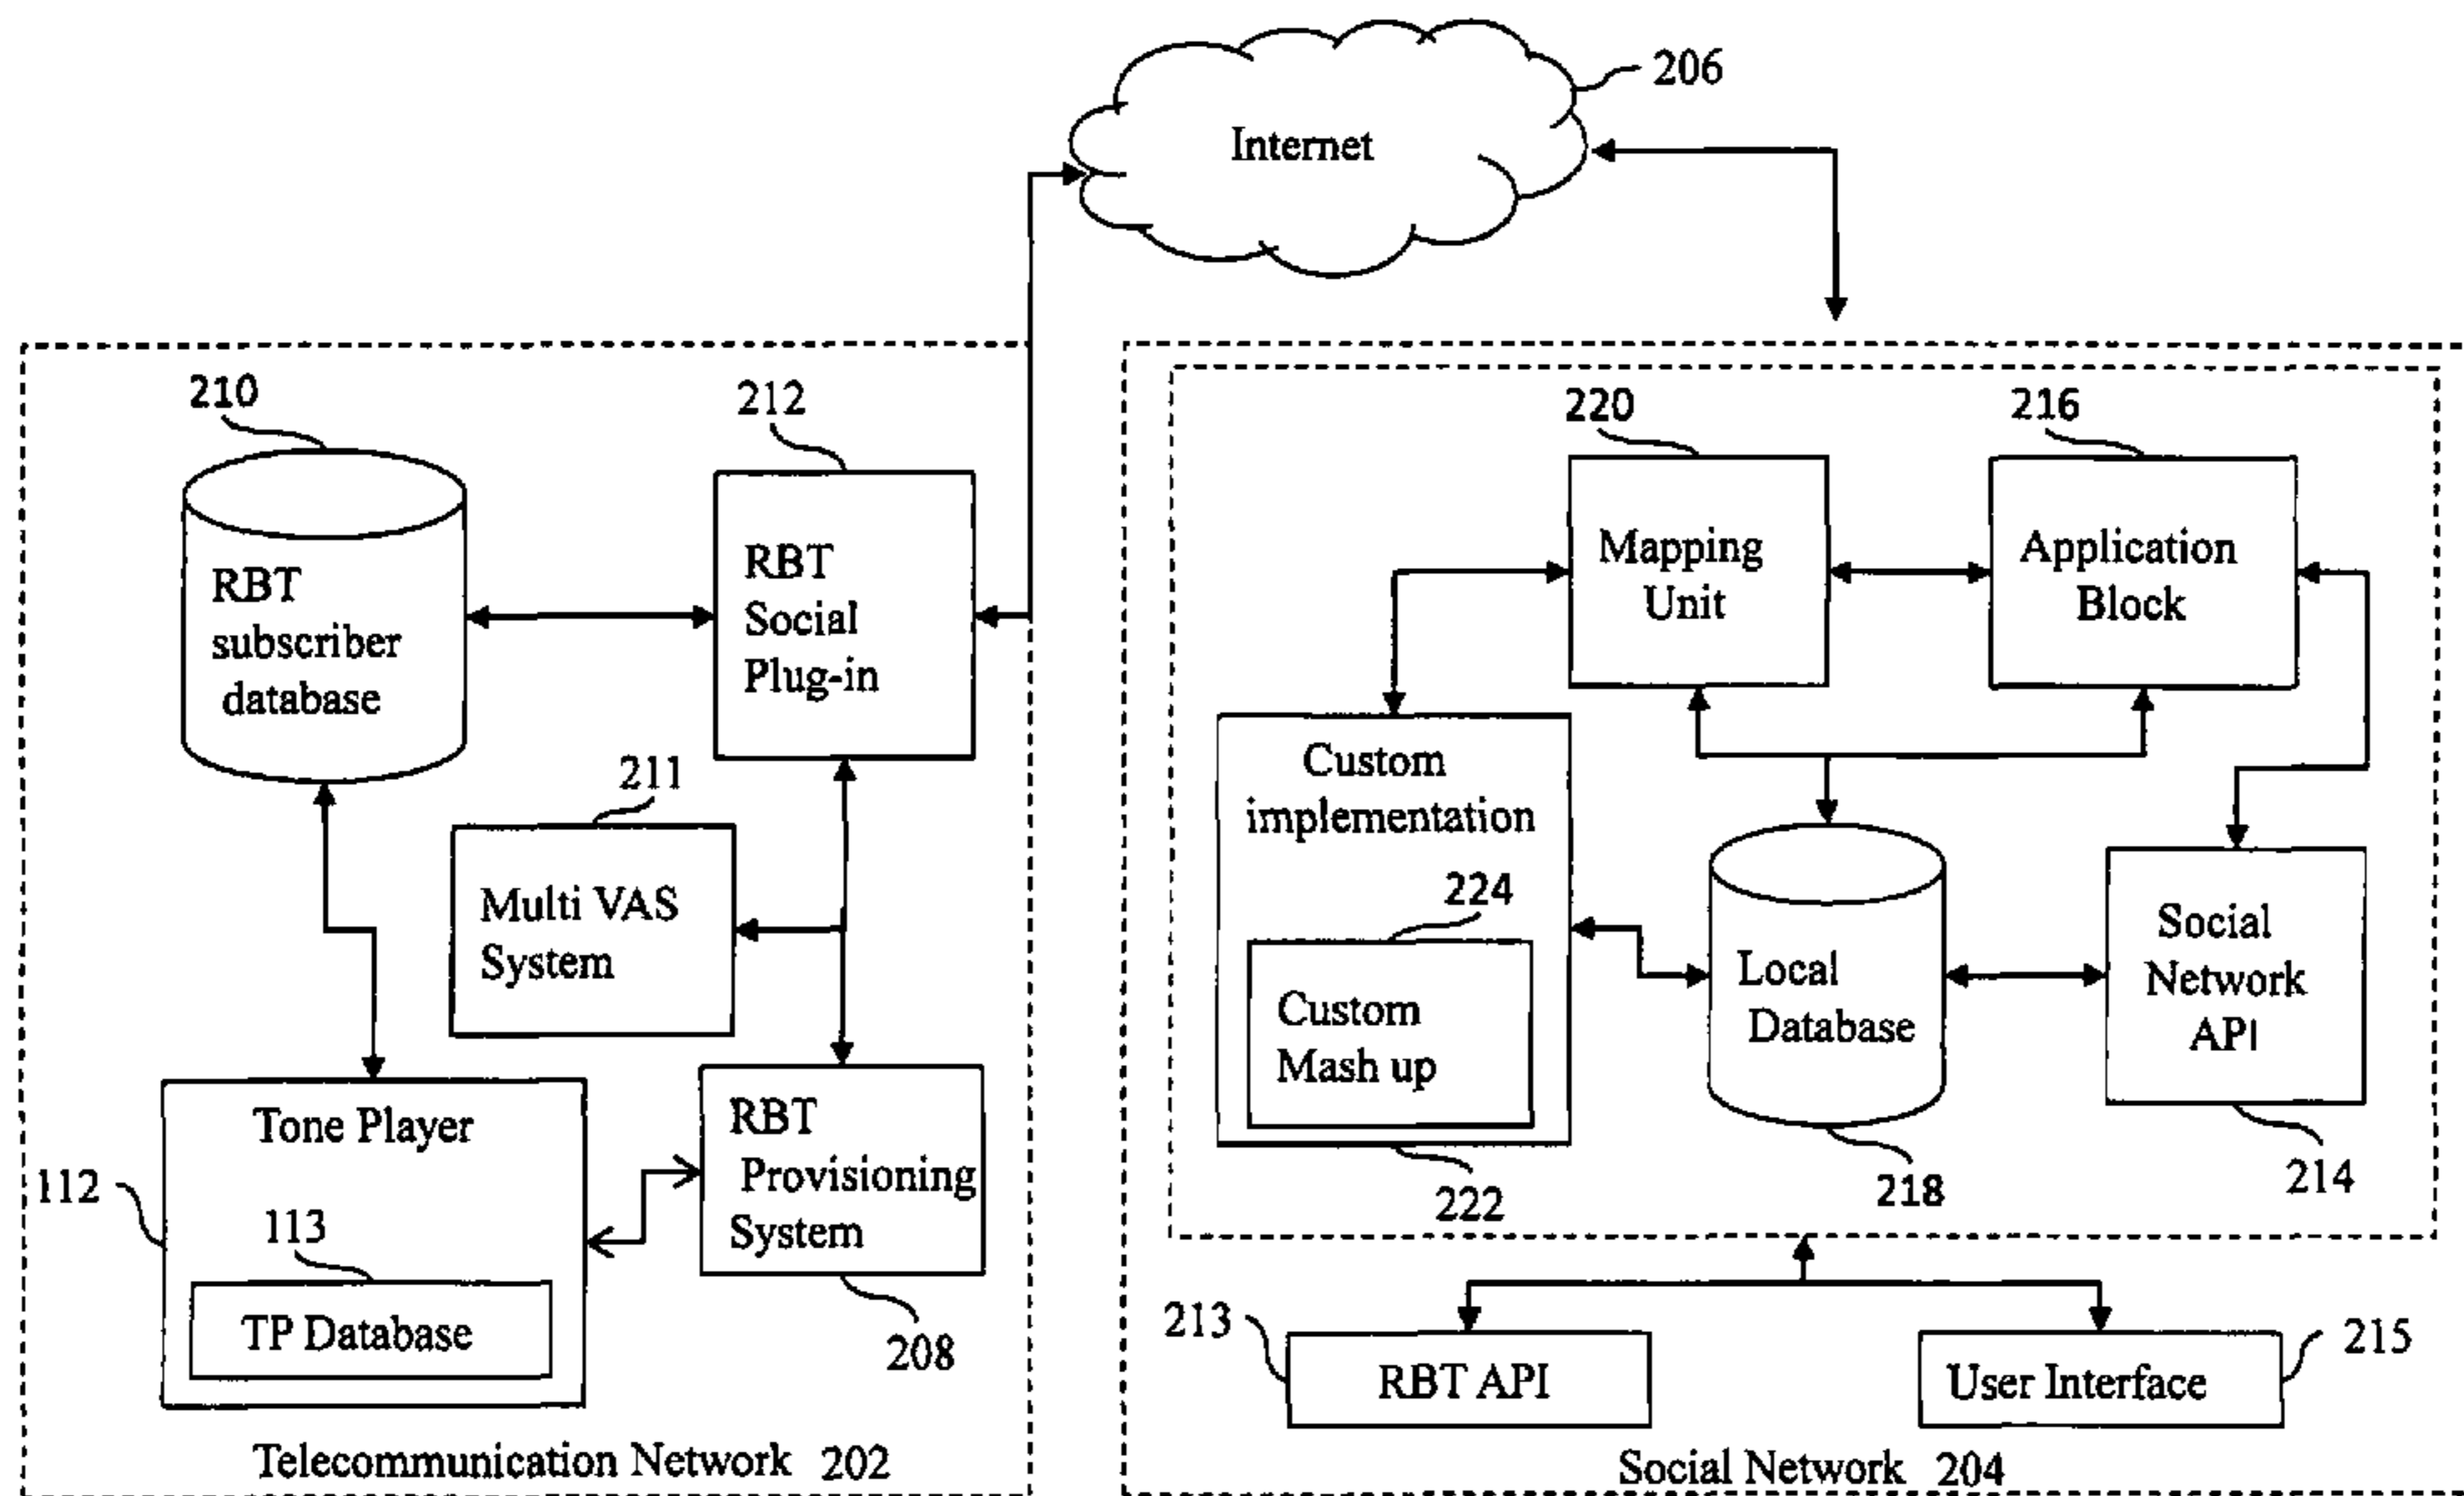 206
Internet
210
212
RBT
subscriber
database
RBT
Social
Plug-in
211
Multi VAS
System
Tone Player
112
113
TP Database
RBT
Provisioning
System
208
Telecommunication Network 202
220
216
Mapping
Unit
Application
Block
Custom
implementation
224
Custom
Mash up
222
Local
Database
218
Social
Network
API
214
213
RBT API
User Interface
215
Social Network 204